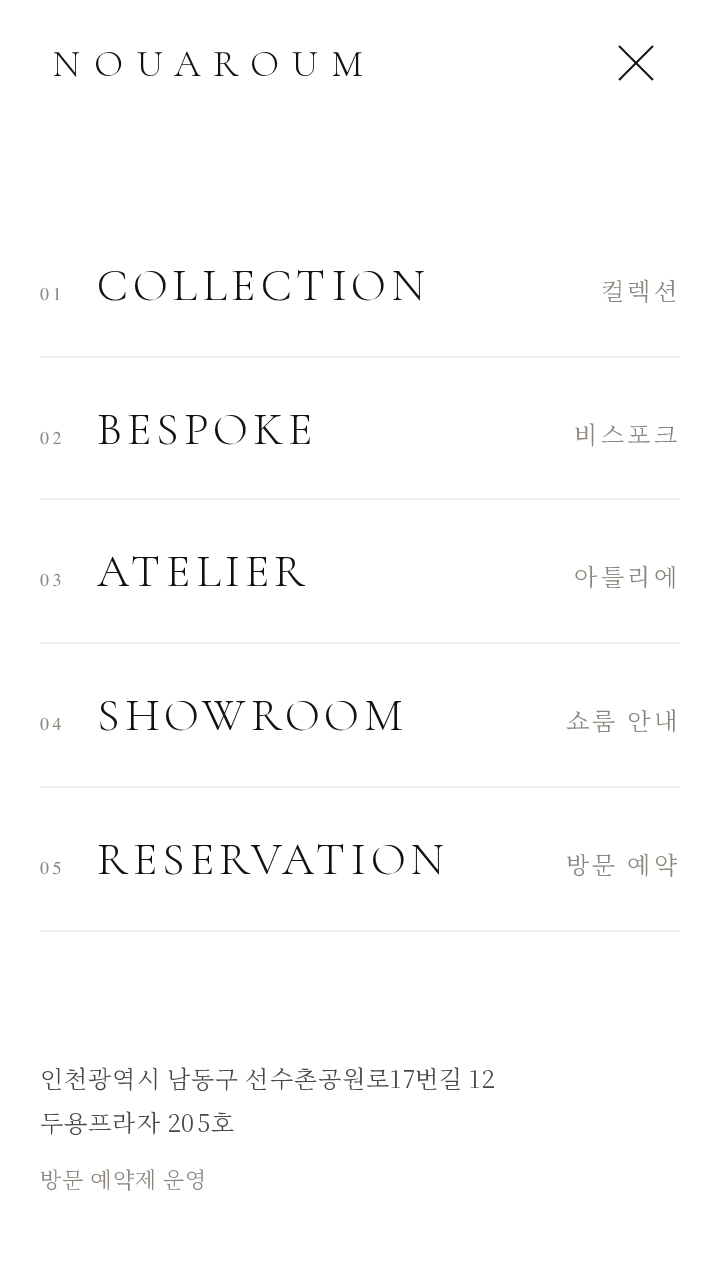 NOUAROUM
01 COLLECTION 컬렉션
02 BESPOKE 비스포크
03 ATELIER 아틀리에
04 SHOWROOM 쇼룸 안내
05 RESERVATION 방문 예약
인천광역시 남동구 선수촌공원로17번길 12
두용프라자 205호
방문 예약제 운영